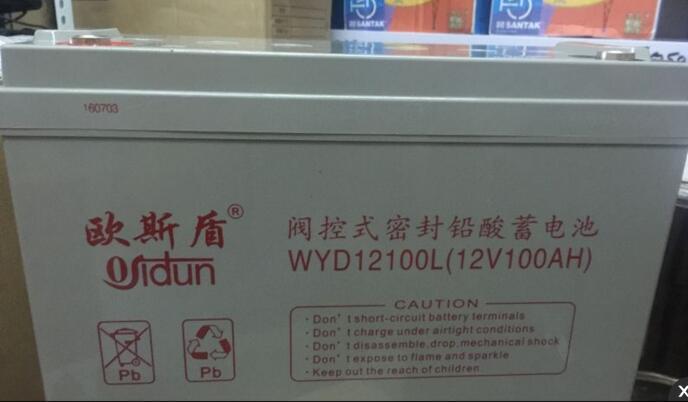 SANTAK
160703
欧斯盾®
Osidun
阀控式密封铅酸蓄电池
WYD12100L(12V100AH)
CAUTION
· Don't short-circuit battery terminals
· Don't charge under airtight conditions
· Don't disassemble,drop,mechanical shock
· Don't expose to flame and sparkle
· Keep out the reach of children.
Pb
Pb
X